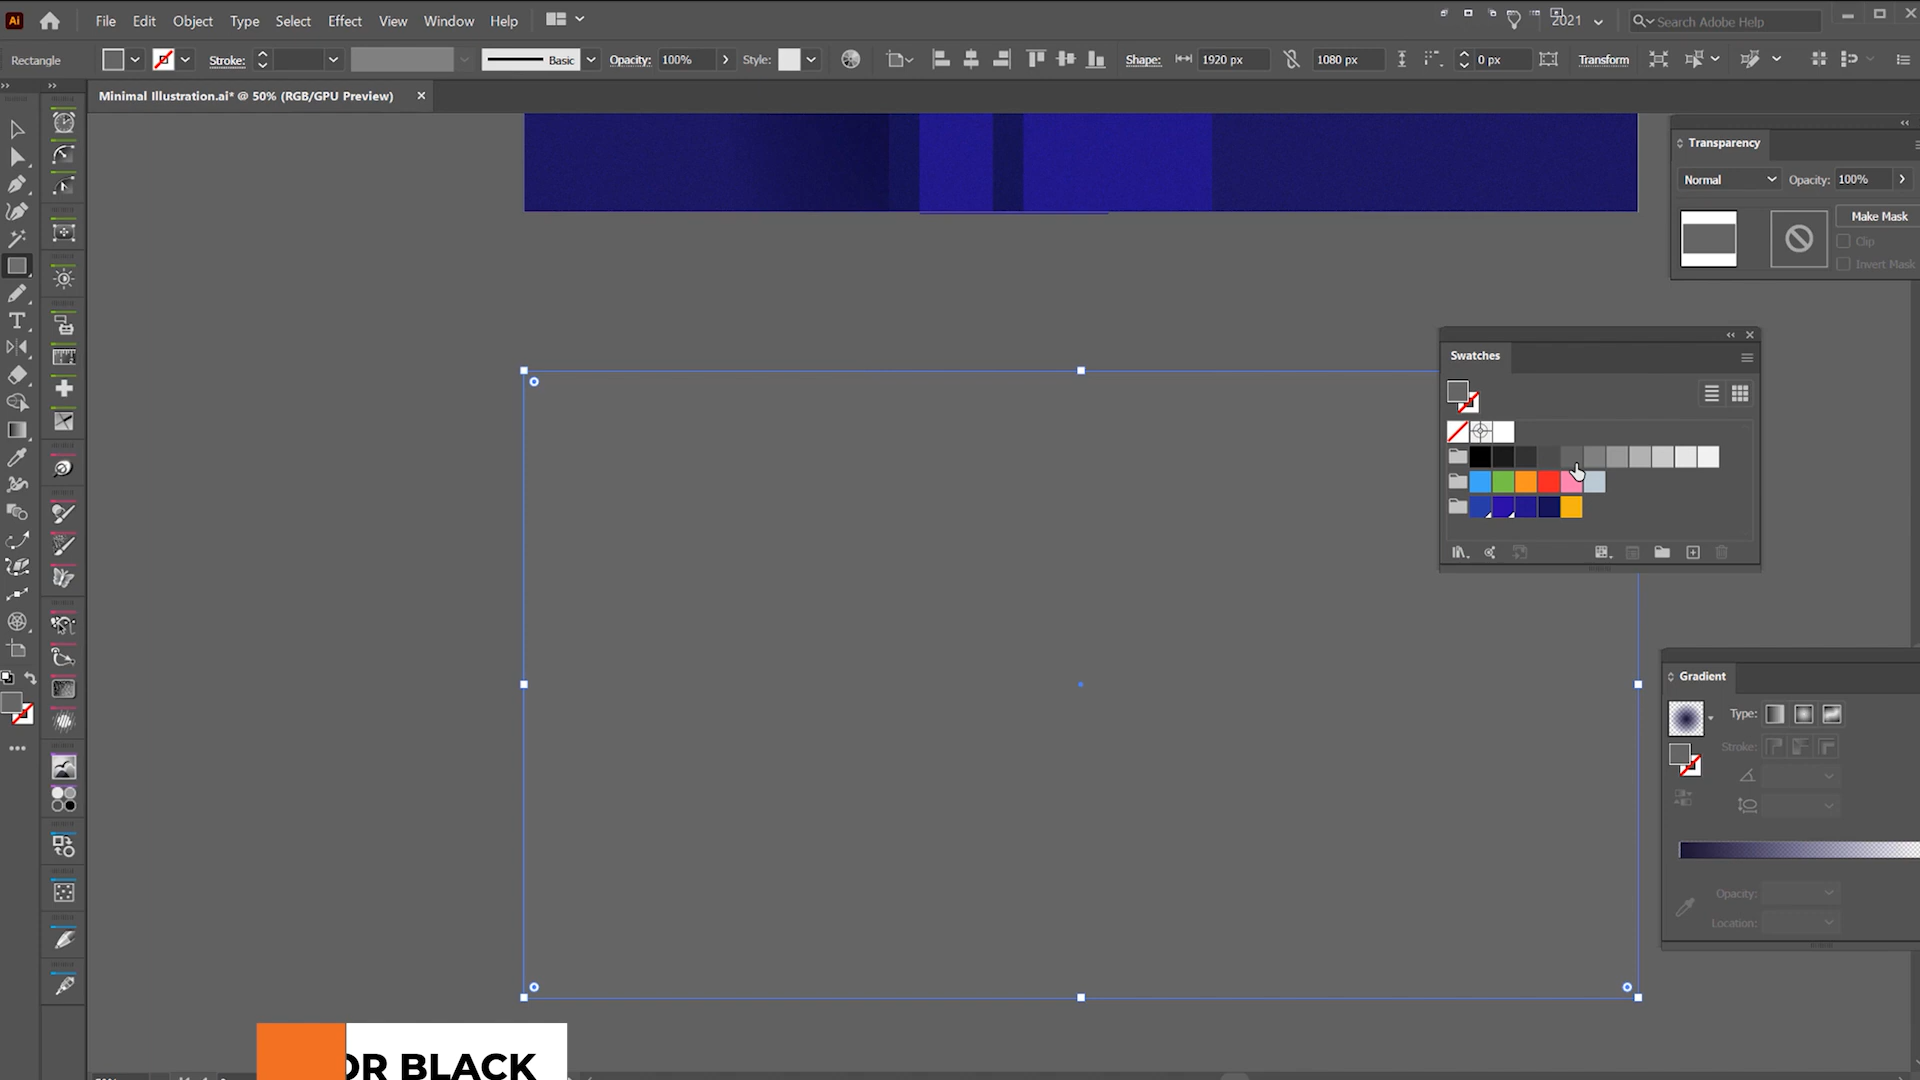 Ai File Edit Object Type Select Effect View Window Help 2021 Search Adobe Help
Rectangle Stroke: Basic Opacity: 100% Style: Shape: 1920 px 1080 px 0 px Transform
Minimal Illustration.ai* @ 50% (RGB/GPU Preview)
Transparency
Normal Opacity: 100%
Make Mask
Clip
Invert Mask
Swatches
Gradient
Type:
Stroke:
Opacity:
Location:
OR BLACK